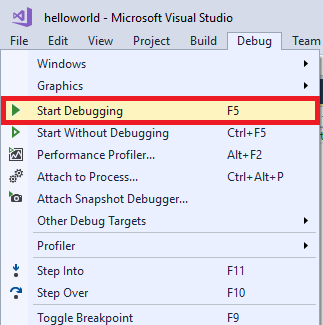 helloworld - Microsoft Visual Studio
File Edit View Project Build Debug Team
Windows
Graphics
Start Debugging F5
Start Without Debugging Ctrl+F5
Performance Profiler... Alt+F2
Attach to Process... Ctrl+Alt+P
Attach Snapshot Debugger...
Other Debug Targets
Profiler
Step Into F11
Step Over F10
Toggle Breakpoint F9